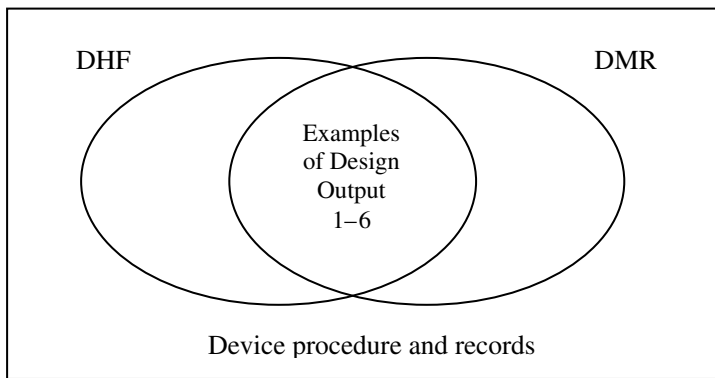 DHF
DMR
Examples
of Design
Output
1–6
Device procedure and records